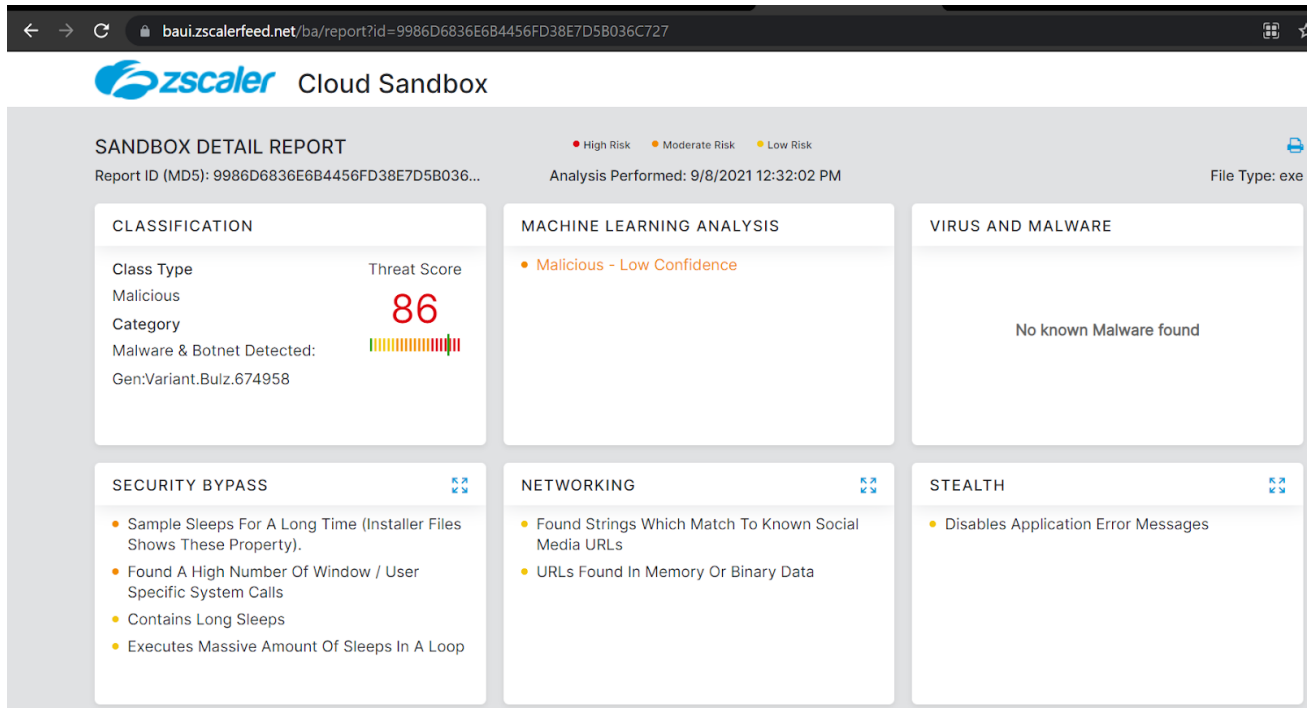 baui.zscalerfeed.net/ba/report?id=9986D6836E6B4456FD38E7D5B036C727
zscaler Cloud Sandbox
SANDBOX DETAIL REPORT
High Risk Moderate Risk Low Risk
Report ID (MD5): 9986D6836E6B4456FD38E7D5B036...
Analysis Performed: 9/8/2021 12:32:02 PM
File Type: exe
CLASSIFICATION
Class Type
Threat Score
Malicious
86
Category
Malware & Botnet Detected:
Gen:Variant.Bulz.674958
MACHINE LEARNING ANALYSIS
Malicious - Low Confidence
VIRUS AND MALWARE
No known Malware found
SECURITY BYPASS
Sample Sleeps For A Long Time (Installer Files
Shows These Property).
Found A High Number Of Window / User
Specific System Calls
Contains Long Sleeps
Executes Massive Amount Of Sleeps In A Loop
NETWORKING
Found Strings Which Match To Known Social
Media URLs
URLs Found In Memory Or Binary Data
STEALTH
Disables Application Error Messages